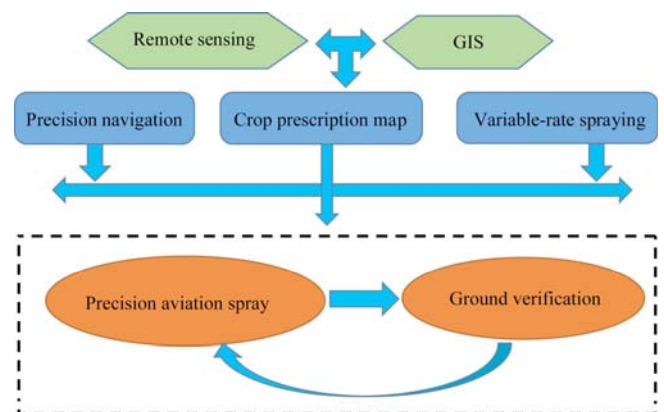 Remote sensing
GIS
Precision navigation
Crop prescription map
Variable-rate spraying
Precision aviation spray
Ground verification